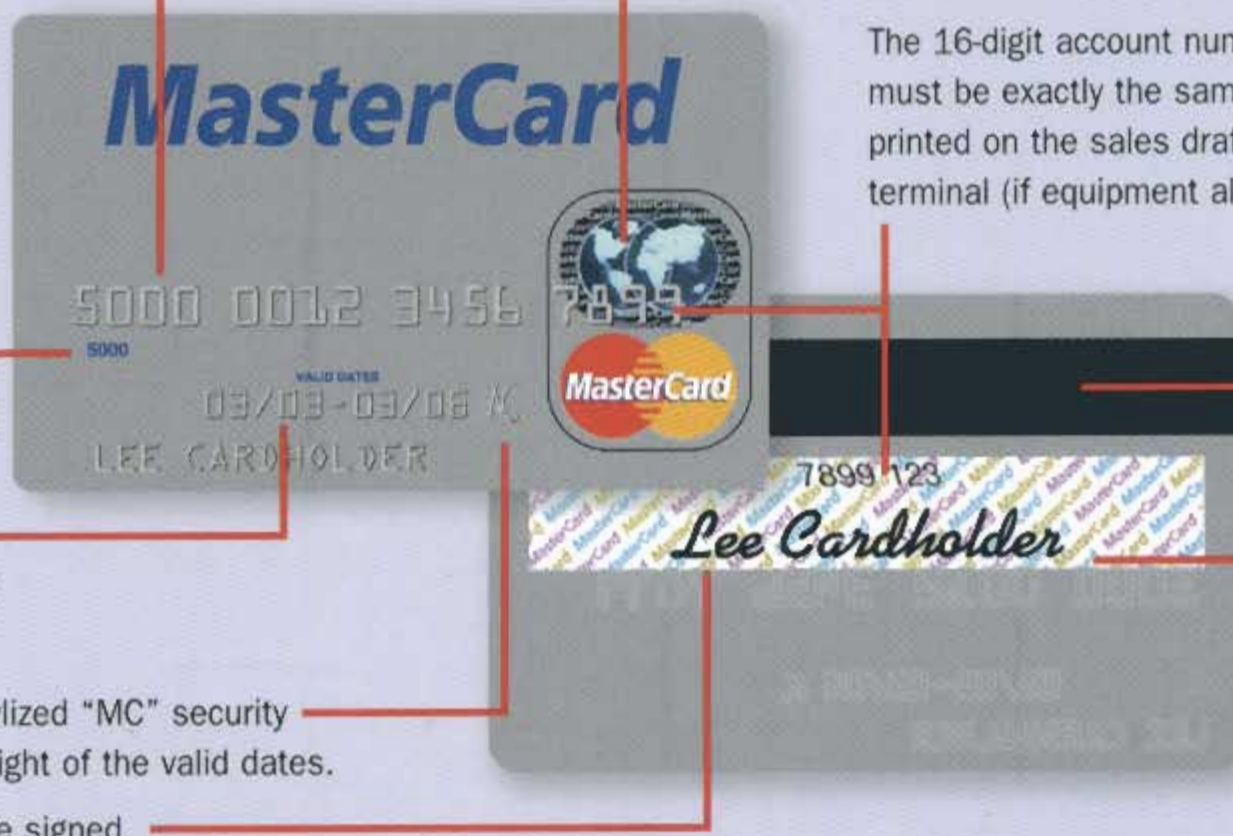 The 16-digit account num
must be exactly the sam
printed on the sales draf
terminal (if equipment al
MasterCard
5000 0012 3456 7899
5000
VALID DATES
03/03-03/06
LEE CARDHOLDER
MasterCard
7899 123
Lee Cardholder
lized "MC" security
ight of the valid dates.
e signed